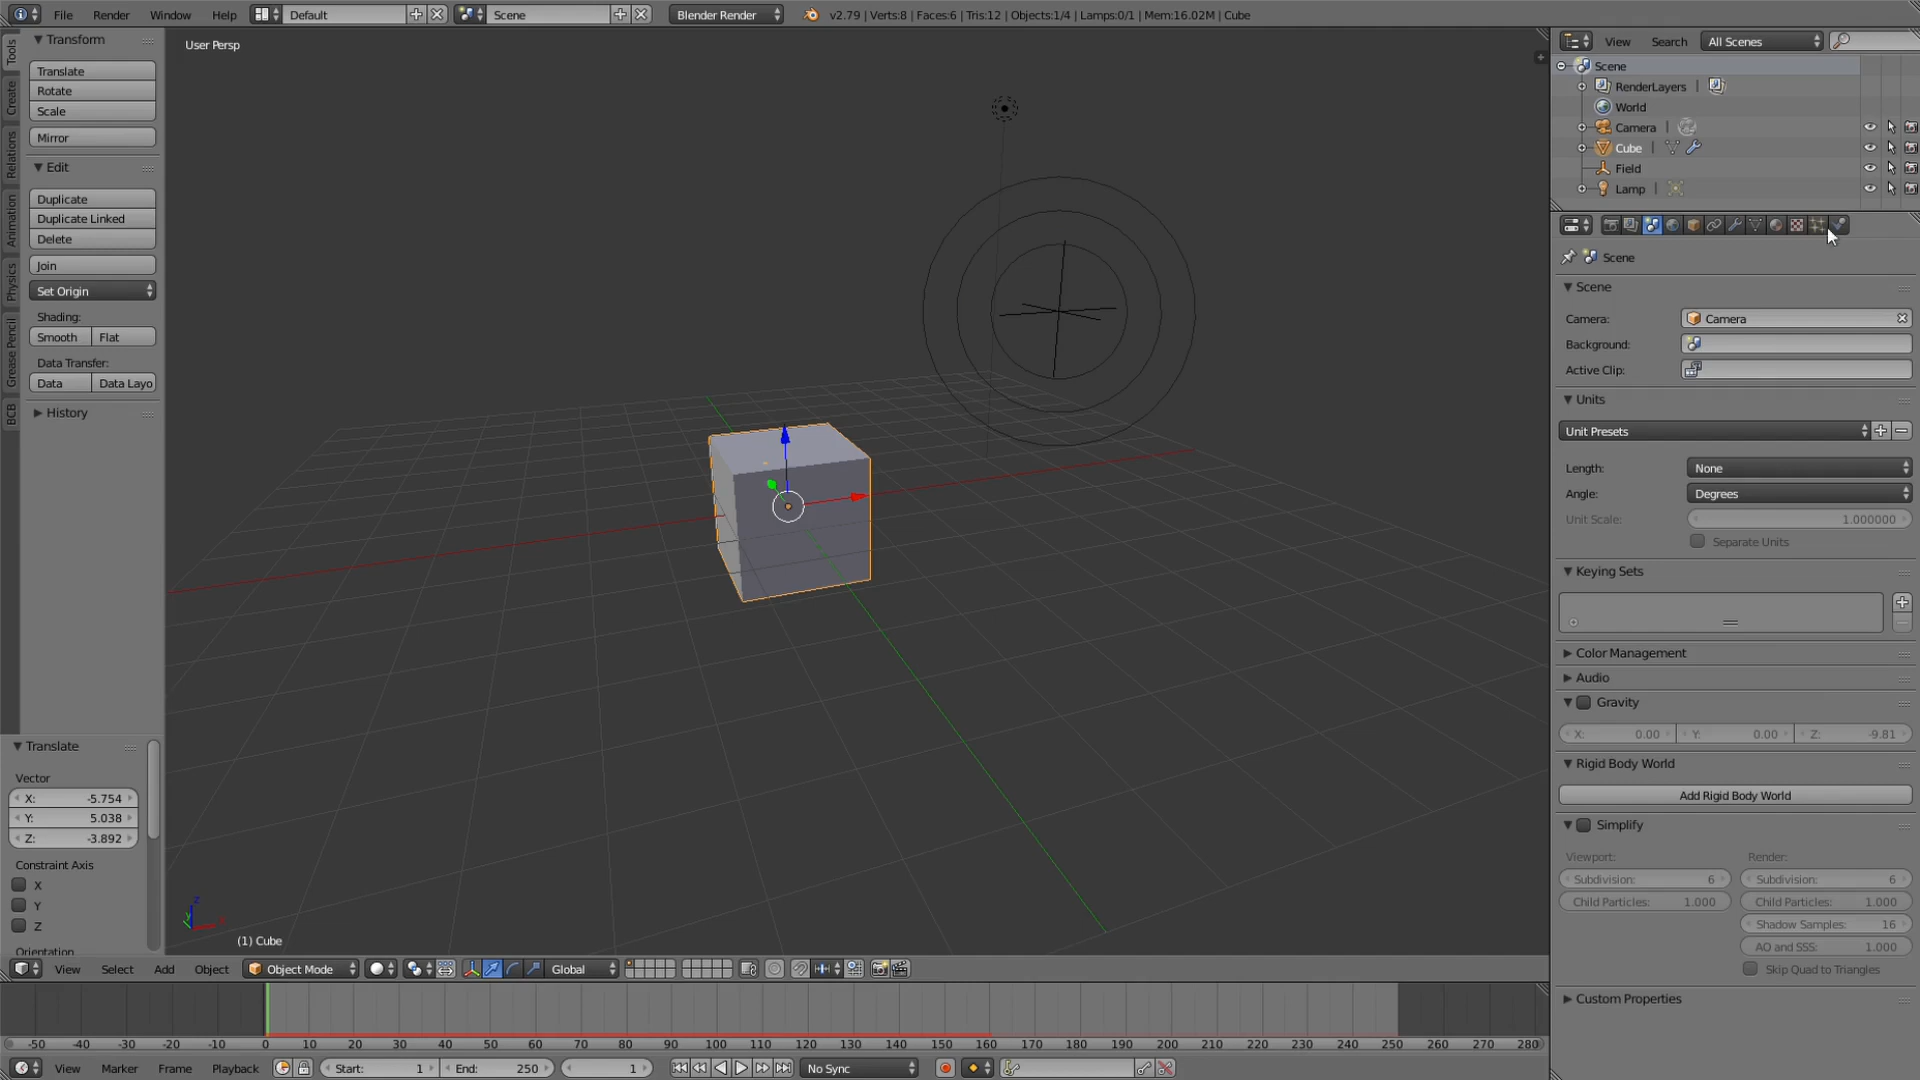 File Render Window Help Default Scene Blender Render v2.79 | Verts:8 | Faces:6 | Tris:12 | Objects:1/4 | Lamps:0/1 | Mem:16.02M | Cube
Tools
Create
Relations
Animation
Physics
Grease Pencil
BCB
Transform
Translate
Rotate
Scale
Mirror
Edit
Duplicate
Duplicate Linked
Delete
Join
Set Origin
Shading:
Smooth Flat
Data Transfer:
Data Data Layo
History
Translate
Vector
X: -5.754
Y: 5.038
Z: -3.892
Constraint Axis
X
Y
Z
Orientation
User Persp
(1) Cube
View Select Add Object Object Mode Global
-50 -40 -30 -20 -10 0 10 20 30 40 50 60 70 80 90 100 110 120 130 140 150 160 170 180 190 200 210 220 230 240 250 260 270 280
View Marker Frame Playback Start: 1 End: 250 1 No Sync
View Search All Scenes
Scene
RenderLayers |
World
Camera |
Cube |
Field
Lamp |
Scene
Scene
Camera: Camera
Background:
Active Clip:
Units
Unit Presets
Length: None
Angle: Degrees
Unit Scale: 1.000000
Separate Units
Keying Sets
Color Management
Audio
Gravity
X: 0.00 Y: 0.00 Z: -9.81
Rigid Body World
Add Rigid Body World
Simplify
Viewport: Render:
Subdivision: 6 Subdivision: 6
Child Particles: 1.000 Child Particles: 1.000
Shadow Samples: 16
AO and SSS: 1.000
Skip Quad to Triangles
Custom Properties